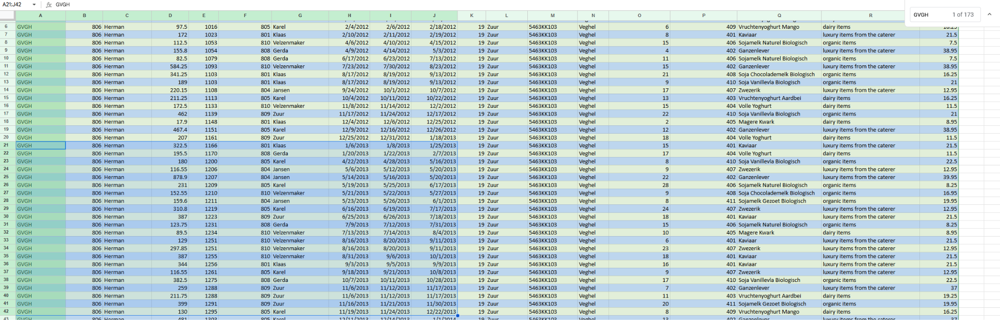 A21:J42 fx GVGH
A B C D E F G H I J K L M N O P Q R
GVGH 1 of 173
6 GVGH 806 Herman 97.5 1016 805 Karel 2/4/2012 2/6/2012 2/18/2012 19 Zuur 5463KK103 Veghel 6 409 Vruchtenyoghurt Mango dairy items
7 GVGH 806 Herman 172 1023 801 Klaas 2/10/2012 2/11/2012 2/19/2012 19 Zuur 5463KK103 Veghel 8 401 Kaviaar luxury items from the caterer 21.5
8 GVGH 806 Herman 112.5 1053 810 Velzenmaker 4/6/2012 4/10/2012 4/15/2012 19 Zuur 5463KK103 Veghel 15 406 Sojamelk Naturel Biologisch organic items 7.5
9 GVGH 806 Herman 155.8 1054 808 Gerda 4/9/2012 4/14/2012 5/3/2012 19 Zuur 5463KK103 Veghel 4 402 Ganzenlever luxury items from the caterer 38.95
10 GVGH 806 Herman 82.5 1079 808 Gerda 6/17/2012 6/23/2012 7/13/2012 19 Zuur 5463KK103 Veghel 11 406 Sojamelk Naturel Biologisch organic items 7.5
11 GVGH 806 Herman 584.25 1093 810 Velzenmaker 7/23/2012 7/30/2012 8/23/2012 19 Zuur 5463KK103 Veghel 15 402 Ganzenlever luxury items from the caterer 38.95
12 GVGH 806 Herman 341.25 1103 801 Klaas 8/17/2012 8/19/2012 9/13/2012 19 Zuur 5463KK103 Veghel 21 408 Soja Chocolademelk Biologisch organic items 16.25
13 GVGH 806 Herman 189 1103 801 Klaas 8/17/2012 8/19/2012 9/13/2012 19 Zuur 5463KK103 Veghel 9 410 Soja Vanillevla Biologisch organic items 21
14 GVGH 806 Herman 220.15 1108 804 Jansen 9/24/2012 10/1/2012 10/7/2012 19 Zuur 5463KK103 Veghel 17 407 Zwezerik luxury items from the caterer 12.95
15 GVGH 806 Herman 211.25 1113 805 Karel 10/4/2012 10/11/2012 10/22/2012 19 Zuur 5463KK103 Veghel 13 403 Vruchtenyoghurt Aardbei dairy items 16.25
16 GVGH 806 Herman 172.5 1133 810 Velzenmaker 11/8/2012 11/14/2012 12/2/2012 19 Zuur 5463KK103 Veghel 15 404 Volle Yoghurt dairy items 11.5
17 GVGH 806 Herman 462 1139 809 Zuur 11/17/2012 11/24/2012 12/17/2012 19 Zuur 5463KK103 Veghel 22 410 Soja Vanillevla Biologisch organic items 21
18 GVGH 806 Herman 17.9 1148 801 Klaas 12/4/2012 12/6/2012 12/25/2012 19 Zuur 5463KK103 Veghel 2 405 Magere Kwark dairy items 8.95
19 GVGH 806 Herman 467.4 1151 805 Karel 12/9/2012 12/16/2012 12/26/2012 19 Zuur 5463KK103 Veghel 12 402 Ganzenlever luxury items from the caterer 38.95
20 GVGH 806 Herman 207 1161 809 Zuur 12/25/2012 12/31/2012 1/18/2013 19 Zuur 5463KK103 Veghel 18 404 Volle Yoghurt dairy items 11.5
21 GVGH 806 Herman 322.5 1166 801 Klaas 1/6/2013 1/8/2013 1/25/2013 19 Zuur 5463KK103 Veghel 15 401 Kaviaar luxury items from the caterer 21.5
22 GVGH 806 Herman 195.5 1170 808 Gerda 1/20/2013 1/22/2013 2/7/2013 19 Zuur 5463KK103 Veghel 17 404 Volle Yoghurt dairy items 11.5
23 GVGH 806 Herman 180 1200 805 Karel 4/22/2013 4/28/2013 5/16/2013 19 Zuur 5463KK103 Veghel 8 410 Soja Vanillevla Biologisch organic items 22.5
24 GVGH 806 Herman 116.55 1206 804 Jansen 5/6/2013 5/12/2013 5/20/2013 19 Zuur 5463KK103 Veghel 9 407 Zwezerik luxury items from the caterer 12.95
25 GVGH 806 Herman 878.9 1207 804 Jansen 5/14/2013 5/16/2013 5/20/2013 19 Zuur 5463KK103 Veghel 22 402 Ganzenlever luxury items from the caterer 39.95
26 GVGH 806 Herman 231 1209 805 Karel 5/19/2013 5/25/2013 6/17/2013 19 Zuur 5463KK103 Veghel 28 406 Sojamelk Naturel Biologisch organic items 8.25
27 GVGH 806 Herman 152.55 1210 810 Velzenmaker 5/21/2013 5/22/2013 5/27/2013 19 Zuur 5463KK103 Veghel 9 408 Soja Chocolademelk Biologisch organic items 16.95
28 GVGH 806 Herman 159.6 1211 804 Jansen 5/23/2013 5/26/2013 6/1/2013 19 Zuur 5463KK103 Veghel 8 411 Sojamelk Gezoet Biologisch organic items 19.95
29 GVGH 806 Herman 310.8 1219 805 Karel 6/16/2013 6/19/2013 7/17/2013 19 Zuur 5463KK103 Veghel 24 407 Zwezerik luxury items from the caterer 12.95
30 GVGH 806 Herman 387 1223 809 Zuur 6/25/2013 6/26/2013 7/18/2013 19 Zuur 5463KK103 Veghel 18 401 Kaviaar luxury items from the caterer 21.5
31 GVGH 806 Herman 123.75 1231 808 Gerda 7/9/2013 7/12/2013 7/31/2013 19 Zuur 5463KK103 Veghel 15 406 Sojamelk Naturel Biologisch organic items 8.25
32 GVGH 806 Herman 89.5 1234 810 Velzenmaker 7/13/2013 7/14/2013 8/4/2013 19 Zuur 5463KK103 Veghel 10 405 Magere Kwark dairy items 8.95
33 GVGH 806 Herman 129 1251 810 Velzenmaker 8/16/2013 8/20/2013 9/11/2013 19 Zuur 5463KK103 Veghel 6 401 Kaviaar luxury items from the caterer 21.5
34 GVGH 806 Herman 297.85 1251 810 Velzenmaker 8/16/2013 8/20/2013 9/11/2013 19 Zuur 5463KK103 Veghel 23 407 Zwezerik luxury items from the caterer 12.95
35 GVGH 806 Herman 387 1255 810 Velzenmaker 8/31/2013 9/6/2013 10/1/2013 19 Zuur 5463KK103 Veghel 18 401 Kaviaar luxury items from the caterer 21.5
36 GVGH 806 Herman 344 1256 801 Klaas 9/3/2013 9/5/2013 9/9/2013 19 Zuur 5463KK103 Veghel 16 401 Kaviaar luxury items from the caterer 21.5
37 GVGH 806 Herman 116.55 1261 805 Karel 9/18/2013 9/21/2013 10/8/2013 19 Zuur 5463KK103 Veghel 9 407 Zwezerik luxury items from the caterer 12.95
38 GVGH 806 Herman 382.5 1275 808 Gerda 10/7/2013 10/11/2013 10/28/2013 19 Zuur 5463KK103 Veghel 17 410 Soja Vanillevla Biologisch organic items 22.5
39 GVGH 806 Herman 259 1288 809 Zuur 11/6/2013 11/12/2013 11/17/2013 19 Zuur 5463KK103 Veghel 7 402 Ganzenlever luxury items from the caterer 37
40 GVGH 806 Herman 211.75 1288 809 Zuur 11/6/2013 11/12/2013 11/17/2013 19 Zuur 5463KK103 Veghel 11 403 Vruchtenyoghurt Aardbei dairy items 19.25
41 GVGH 806 Herman 399 1291 809 Zuur 11/16/2013 11/21/2013 11/30/2013 19 Zuur 5463KK103 Veghel 20 411 Sojamelk Gezoet Biologisch organic items 19.95
42 GVGH 806 Herman 130 1295 805 Karel 11/19/2013 11/24/2013 12/22/2013 19 Zuur 5463KK103 Veghel 8 409 Vruchtenyoghurt Mango dairy items 16.25
43 GVGH 806 Herman 481 1303 805 Karel 12/11/2013 12/14/2013 1/1/2014 19 Zuur 5463KK103 Veghel 13 402 Ganzenlever luxury items from the caterer 37